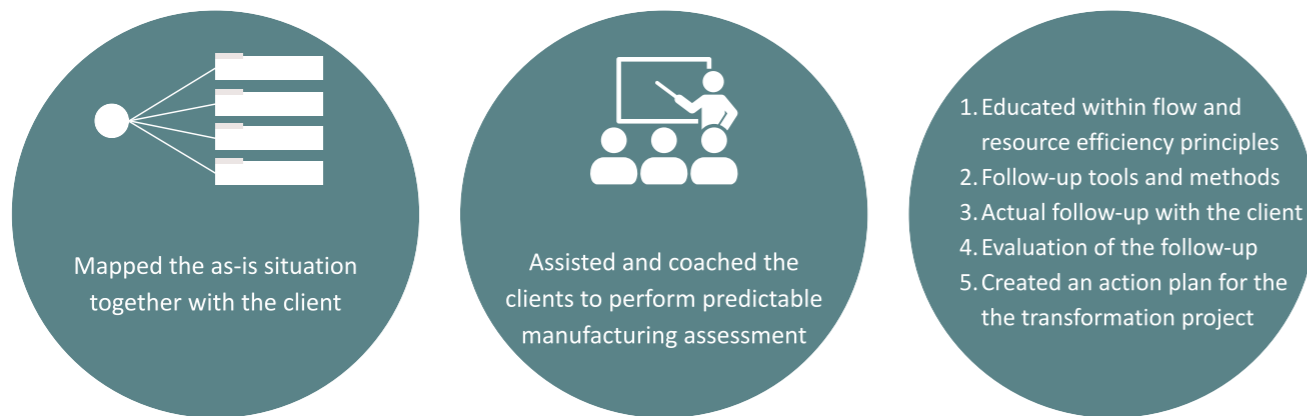 Mapped the as-is situation
together with the client
Assisted and coached the
clients to perform predictable
manufacturing assessment
1. Educated within flow and
resource efficiency principles
2. Follow-up tools and methods
3. Actual follow-up with the client
4. Evaluation of the follow-up
5. Created an action plan for the
the transformation project